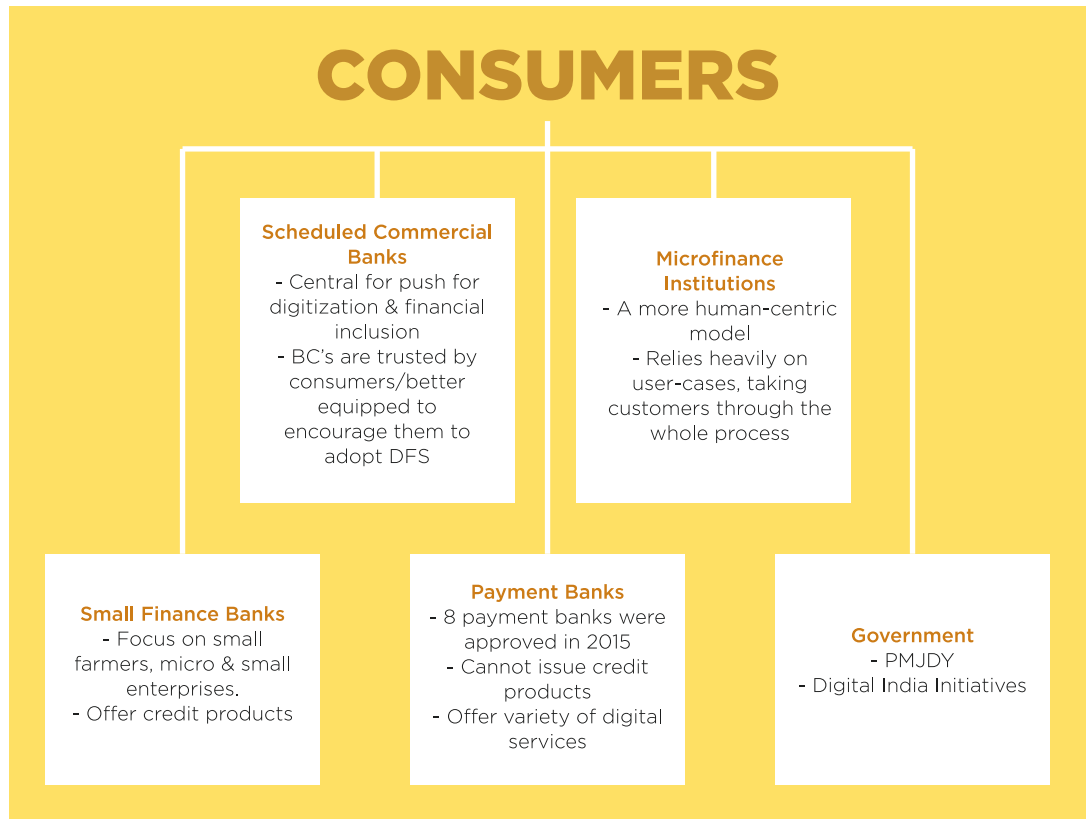 CONSUMERS
Scheduled Commercial
Banks
- Central for push for
digitization & financial
inclusion
- BC's are trusted by
consumers/better
equipped to
encourage them to
adopt DFS
Microfinance
Institutions
- A more human-centric
model
- Relies heavily on
user-cases, taking
customers through the
whole process
Small Finance Banks
- Focus on small
farmers, micro & small
enterprises.
- Offer credit products
Payment Banks
- 8 payment banks were
approved in 2015
- Cannot issue credit
products
- Offer variety of digital
services
Government
- PMJDY
- Digital India Initiatives